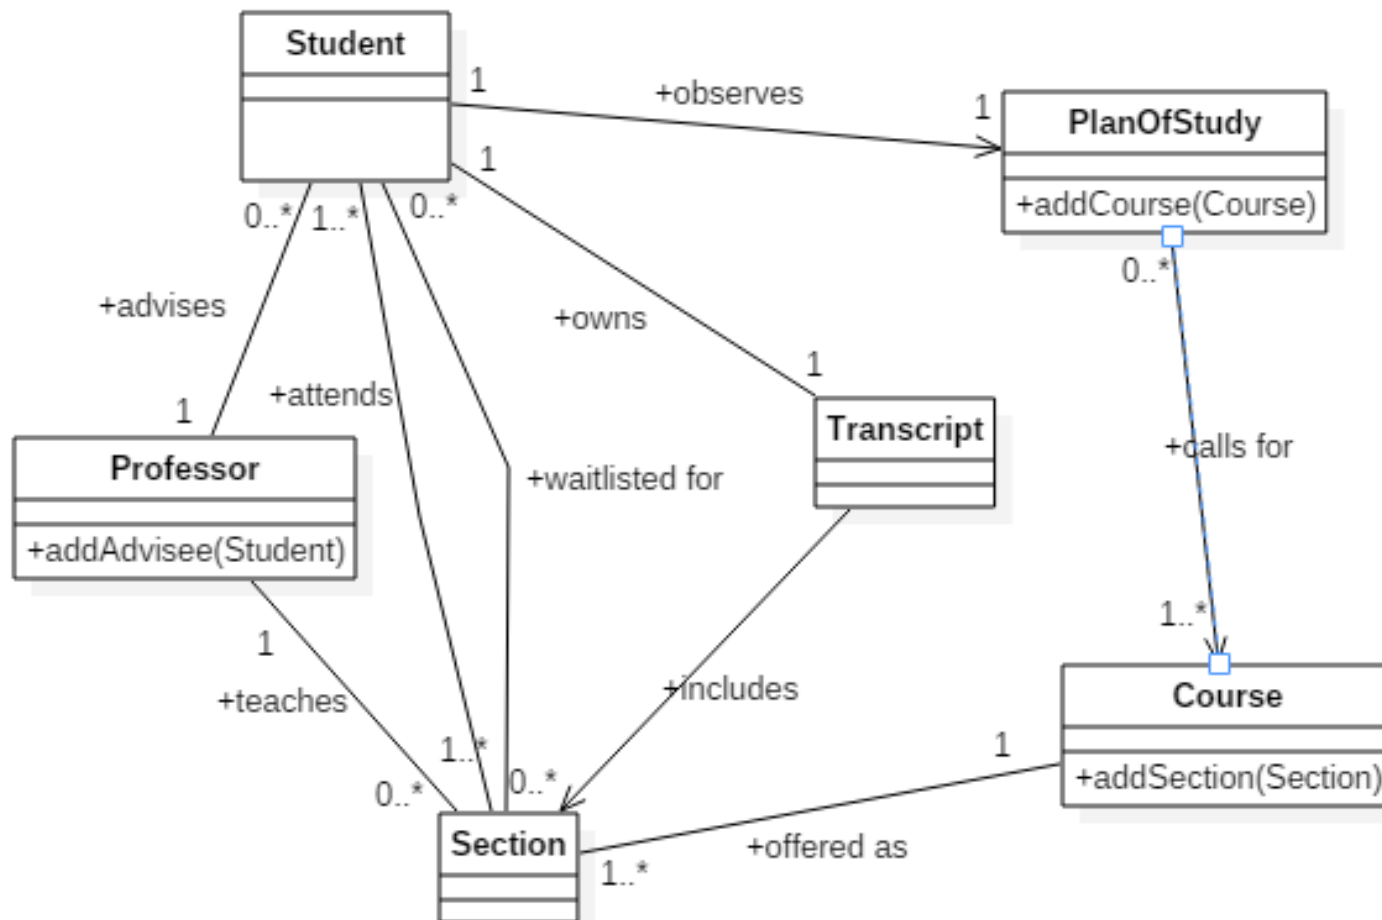 Student
1
+observes
1
PlanOfStudy
+addCourse(Course)
1
0..*
1..*
0..*
0..*
+advises
+owns
1
+attends
1
+calls for
Transcript
Professor
+waitlisted for
+addAdvisee(Student)
1
1..*
+teaches
+includes
Course
1..*
1
0..*
0..*
+addSection(Section)
Section
+offered as
1..*